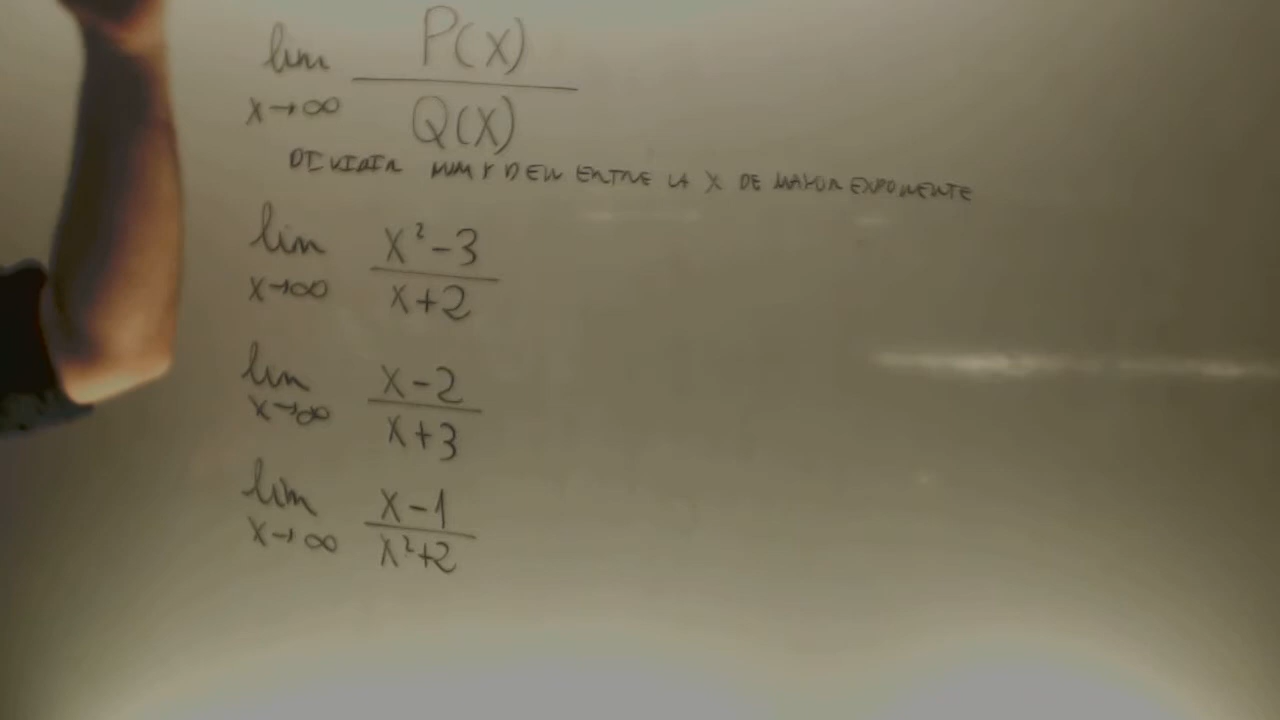 lim P(X)
X→∞ Q(X)
DIVIDIR NUM Y DEN ENTRE LA X DE MAYOR EXPONENTE
lim X²-3
X→∞ X+2
lim X-2
X→∞ X+3
lim X-1
X→∞ X²+2